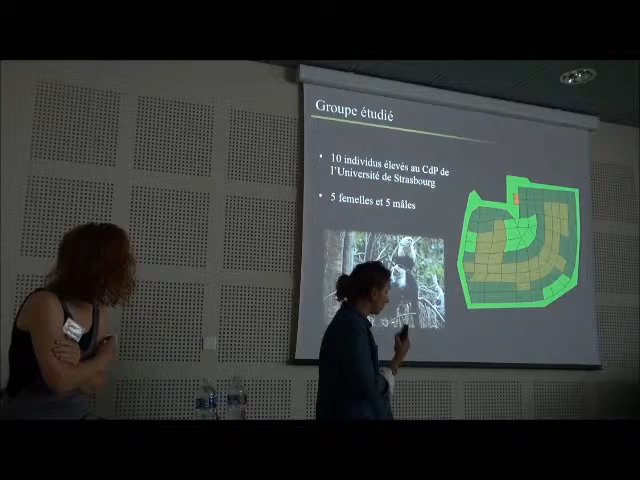 Groupe étudié
• 10 individus élevés au CdP de
l'Université de Strasbourg
• 5 femelles et 5 mâles